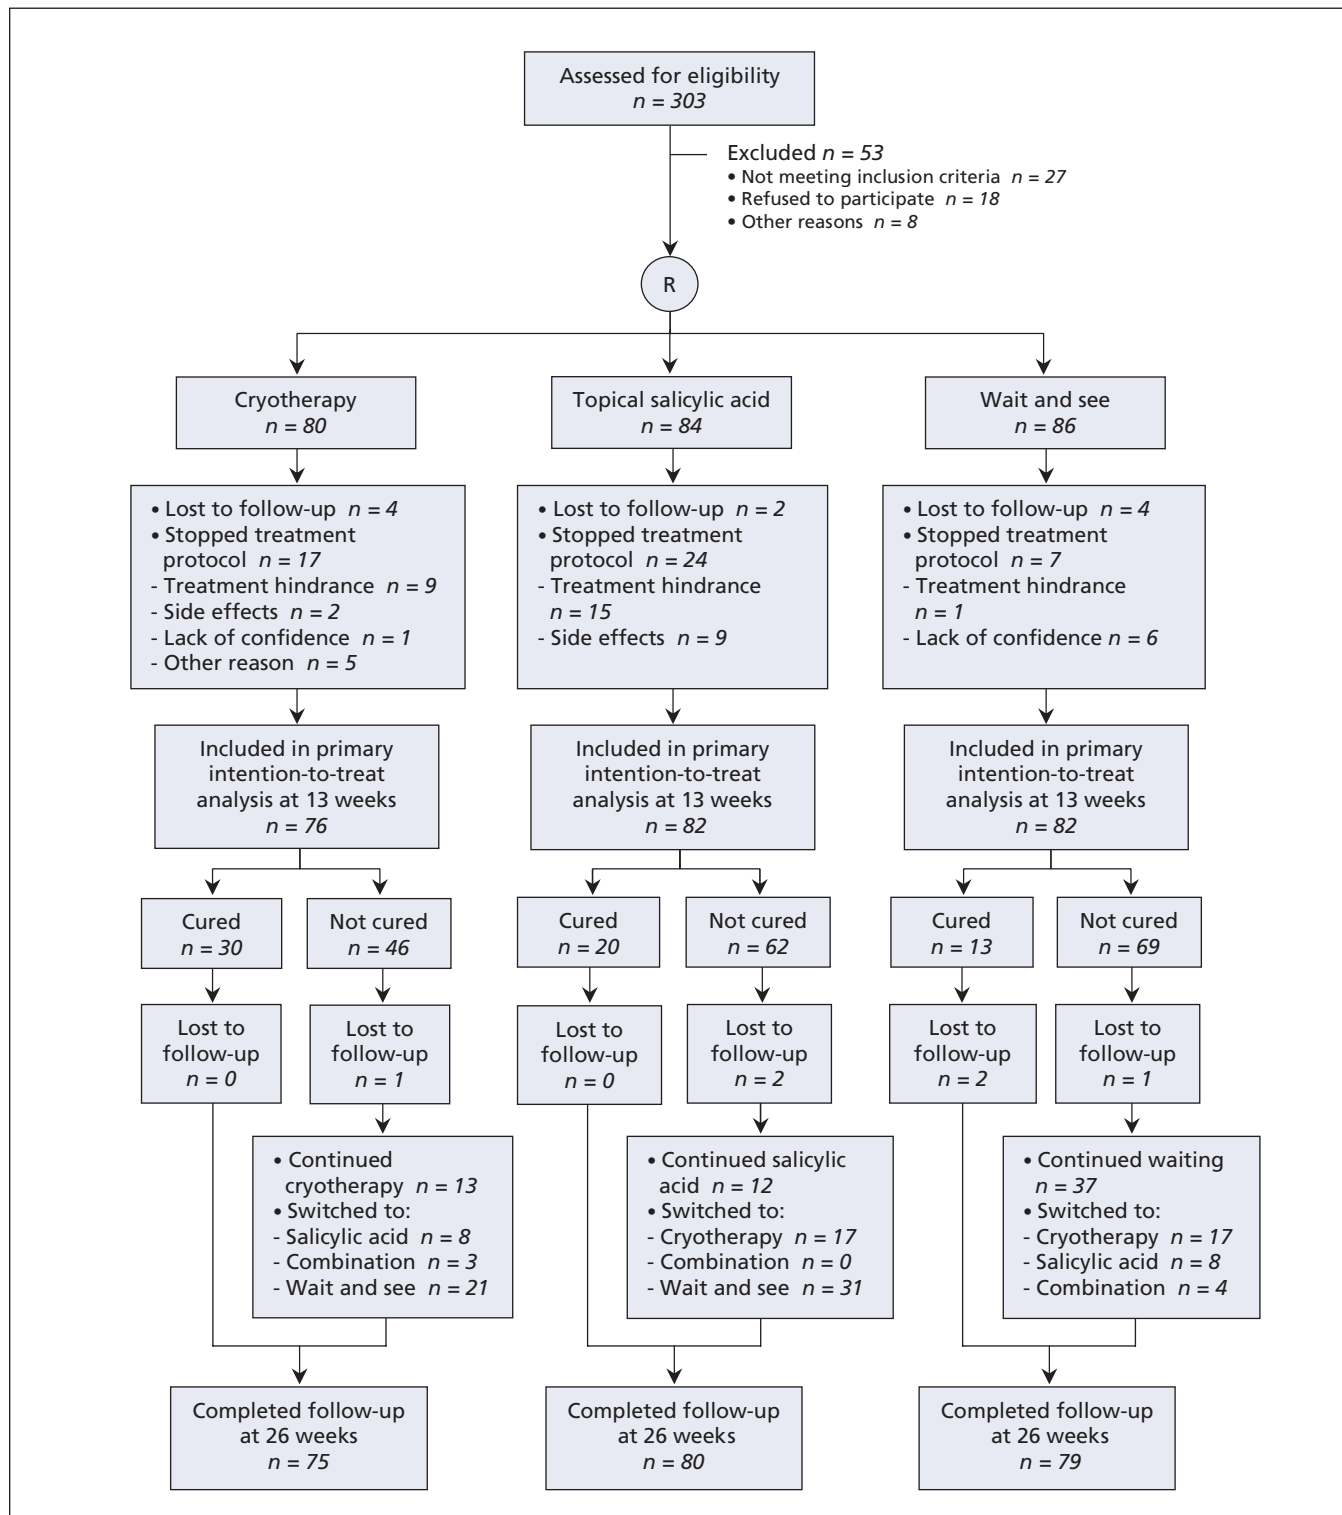 Assessed for eligibility
n = 303
Excluded n = 53
• Not meeting inclusion criteria n = 27
• Refused to participate n = 18
• Other reasons n = 8
R
Cryotherapy
n = 80
Topical salicylic acid
n = 84
Wait and see
n = 86
• Lost to follow-up n = 4
• Stopped treatment
protocol n = 17
- Treatment hindrance n = 9
- Side effects n = 2
- Lack of confidence n = 1
- Other reason n = 5
• Lost to follow-up n = 2
• Stopped treatment
protocol n = 24
- Treatment hindrance
n = 15
- Side effects n = 9
• Lost to follow-up n = 4
• Stopped treatment
protocol n = 7
- Treatment hindrance
n = 1
- Lack of confidence n = 6
Included in primary
intention-to-treat
analysis at 13 weeks
n = 76
Included in primary
intention-to-treat
analysis at 13 weeks
n = 82
Included in primary
intention-to-treat
analysis at 13 weeks
n = 82
Cured
n = 30
Not cured
n = 46
Cured
n = 20
Not cured
n = 62
Cured
n = 13
Not cured
n = 69
Lost to
follow-up
n = 0
Lost to
follow-up
n = 1
Lost to
follow-up
n = 0
Lost to
follow-up
n = 2
Lost to
follow-up
n = 2
Lost to
follow-up
n = 1
• Continued
cryotherapy n = 13
• Switched to:
- Salicylic acid n = 8
- Combination n = 3
- Wait and see n = 21
• Continued salicylic
acid n = 12
• Switched to:
- Cryotherapy n = 17
- Combination n = 0
- Wait and see n = 31
• Continued waiting
n = 37
• Switched to:
- Cryotherapy n = 17
- Salicylic acid n = 8
- Combination n = 4
Completed follow-up
at 26 weeks
n = 75
Completed follow-up
at 26 weeks
n = 80
Completed follow-up
at 26 weeks
n = 79